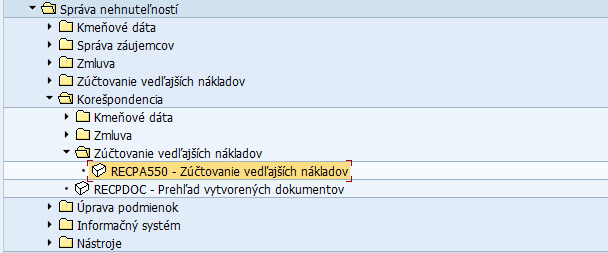 Správa nehnuteľností
Kmeňové dáta
Správa záujemcov
Zmluva
Zúčtovanie vedľajších nákladov
Korešpondencia
Kmeňové dáta
Zmluva
Zúčtovanie vedľajších nákladov
RECPA550 - Zúčtovanie vedľajších nákladov
RECPDOC - Prehľad vytvorených dokumentov
Úprava podmienok
Informačný systém
Nástroje